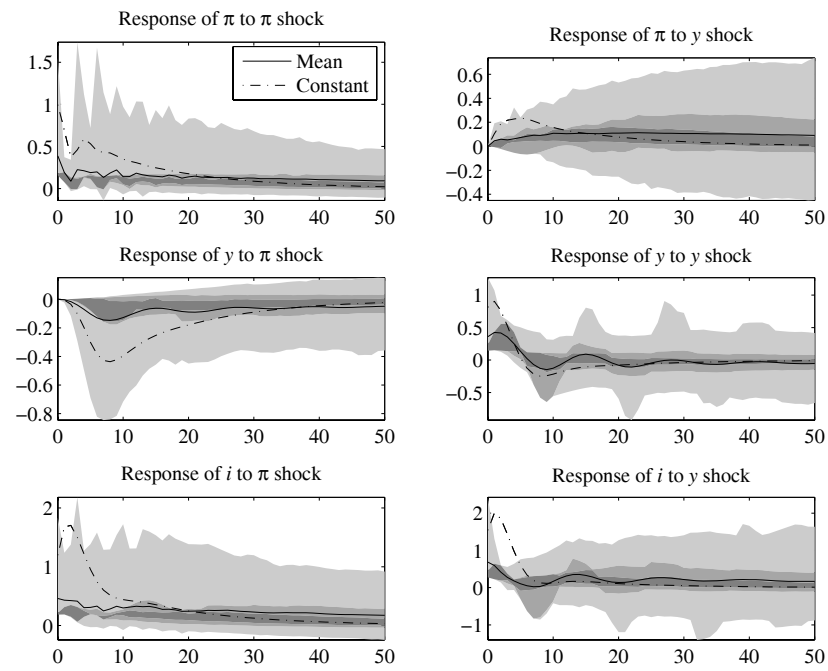 Response of π to π shock
1.5
1
0.5
0
0 10 20 30 40 50
Mean
Constant
Response of π to y shock
0.6
0.4
0.2
0
−0.2
−0.4
0 10 20 30 40 50
Response of y to π shock
0
−0.2
−0.4
−0.6
−0.8
0 10 20 30 40 50
Response of y to y shock
1
0.5
0
−0.5
0 10 20 30 40 50
Response of i to π shock
2
1
0
0 10 20 30 40 50
Response of i to y shock
2
1
0
−1
0 10 20 30 40 50